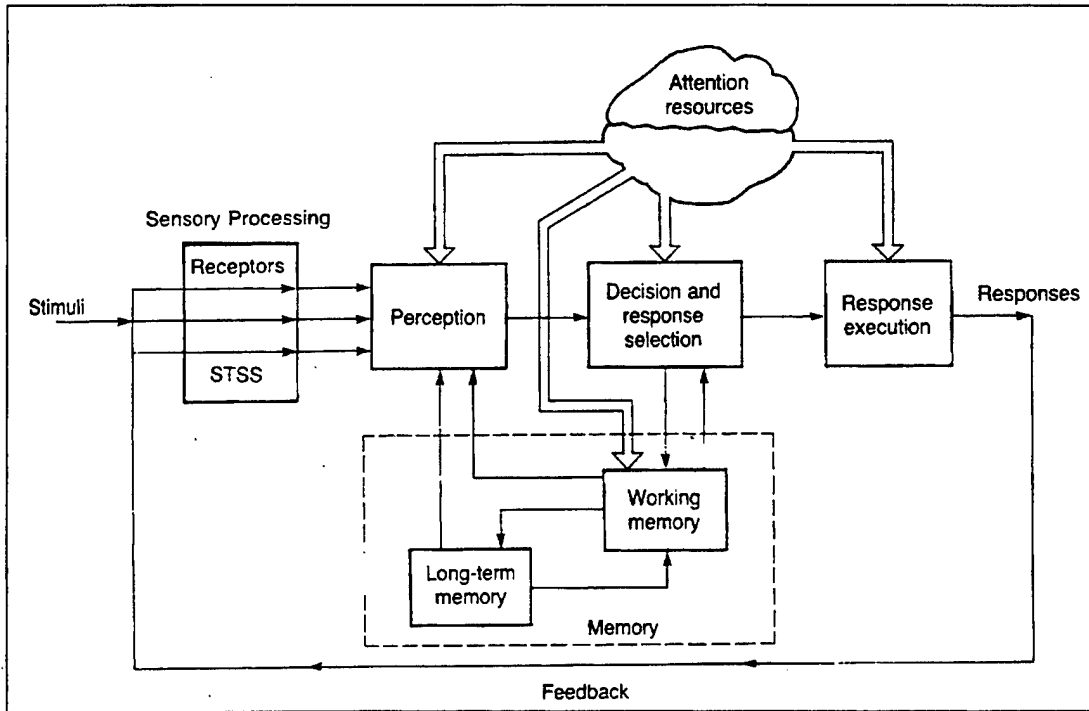 Attention
resources
Sensory Processing
Receptors
Stimuli
STSS
Perception
Decision and
response
selection
Response
execution
Responses
Working
memory
Long-term
memory
Memory
Feedback